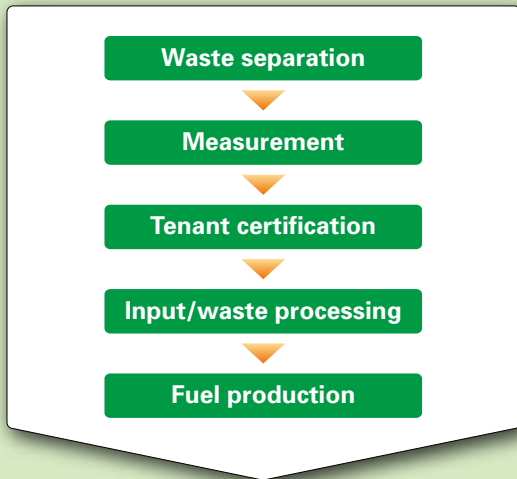 Waste separation
Measurement
Tenant certification
Input/waste processing
Fuel production